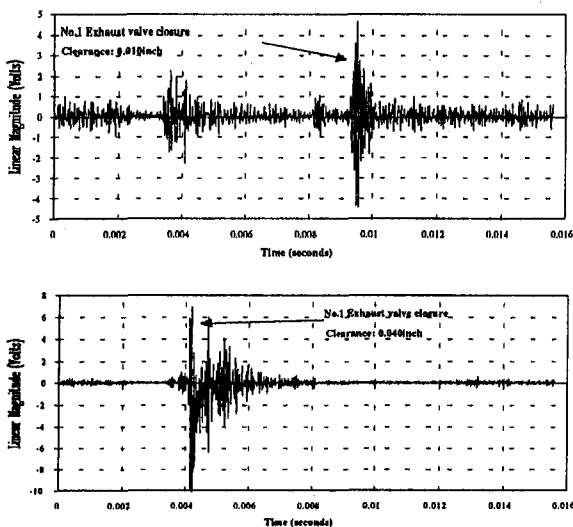 5
4
3
2
1
0
-1
-2
-3
-4
-5
Linear Magnitude (Volts)
No.1 Exhaust valve closure
Clearance: 0.010inch
0 0.002 0.004 0.006 0.008 0.01 0.012 0.014 0.016
Time (seconds)
8
6
4
2
0
-2
-4
-6
-8
-10
Linear Magnitude (Volts)
No.1 Exhaust valve closure
Clearance: 0.040inch
0 0.002 0.004 0.006 0.008 0.01 0.012 0.014 0.016
Time (seconds)